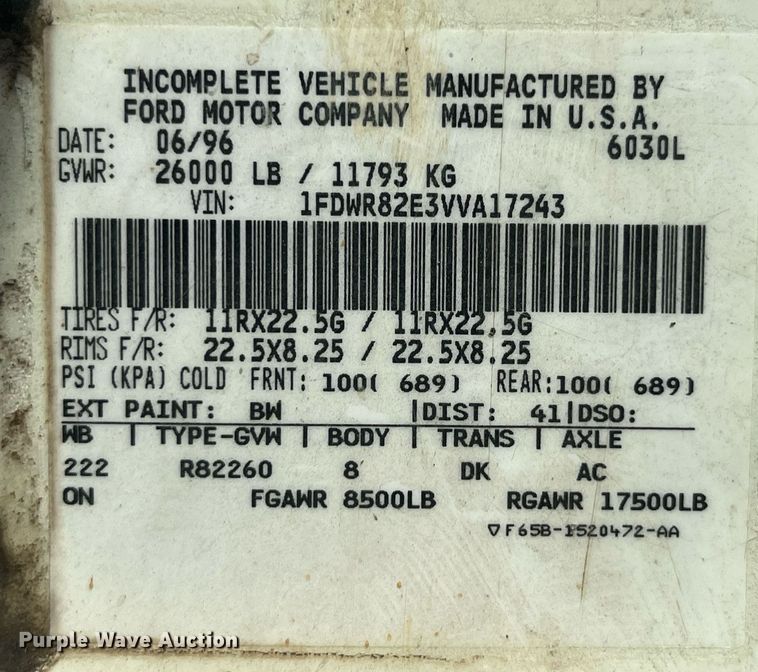 INCOMPLETE VEHICLE MANUFACTURED BY
FORD MOTOR COMPANY MADE IN U.S.A.
DATE: 06/96 6030L
GVWR: 26000 LB / 11793 KG
VIN: 1FDWR82E3VVA17243
TIRES F/R: 11RX22.5G / 11RX22.5G
RIMS F/R: 22.5X8.25 / 22.5X8.25
PSI (KPA) COLD FRNT: 100( 689) REAR:100( 689)
EXT PAINT: BW |DIST: 41|DSO:
WB | TYPE-GVW | BODY | TRANS | AXLE
222 R82260 8 DK AC
ON FGAWR 8500LB RGAWR 17500LB
▽F65B-1520472-AA
Purple Wave Auction